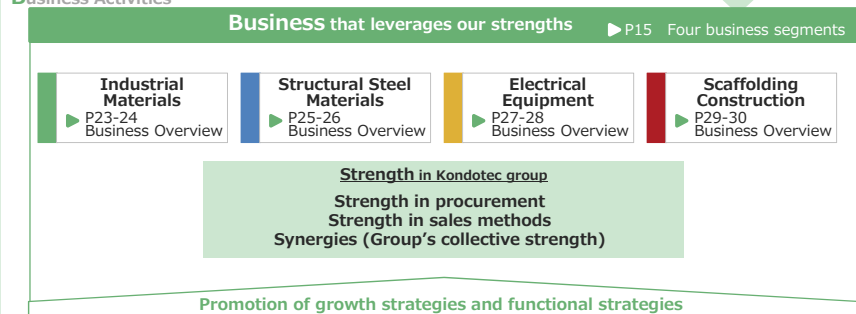 Business Activities
Business that leverages our strengths
P15 Four business segments
Industrial
Materials
P23-24
Business Overview
Structural Steel
Materials
P25-26
Business Overview
Electrical
Equipment
P27-28
Business Overview
Scaffolding
Construction
P29-30
Business Overview
Strength in Kondotec group
Strength in procurement
Strength in sales methods
Synergies (Group’s collective strength)
Promotion of growth strategies and functional strategies